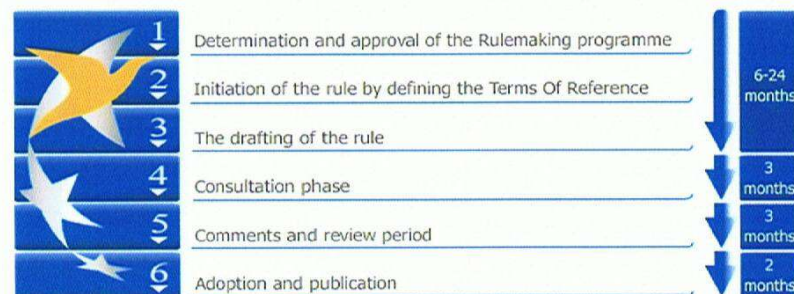 1 Determination and approval of the Rulemaking programme
2 Initiation of the rule by defining the Terms Of Reference
3 The drafting of the rule
6-24
months
4 Consultation phase
3
months
5 Comments and review period
3
months
6 Adoption and publication
2
months